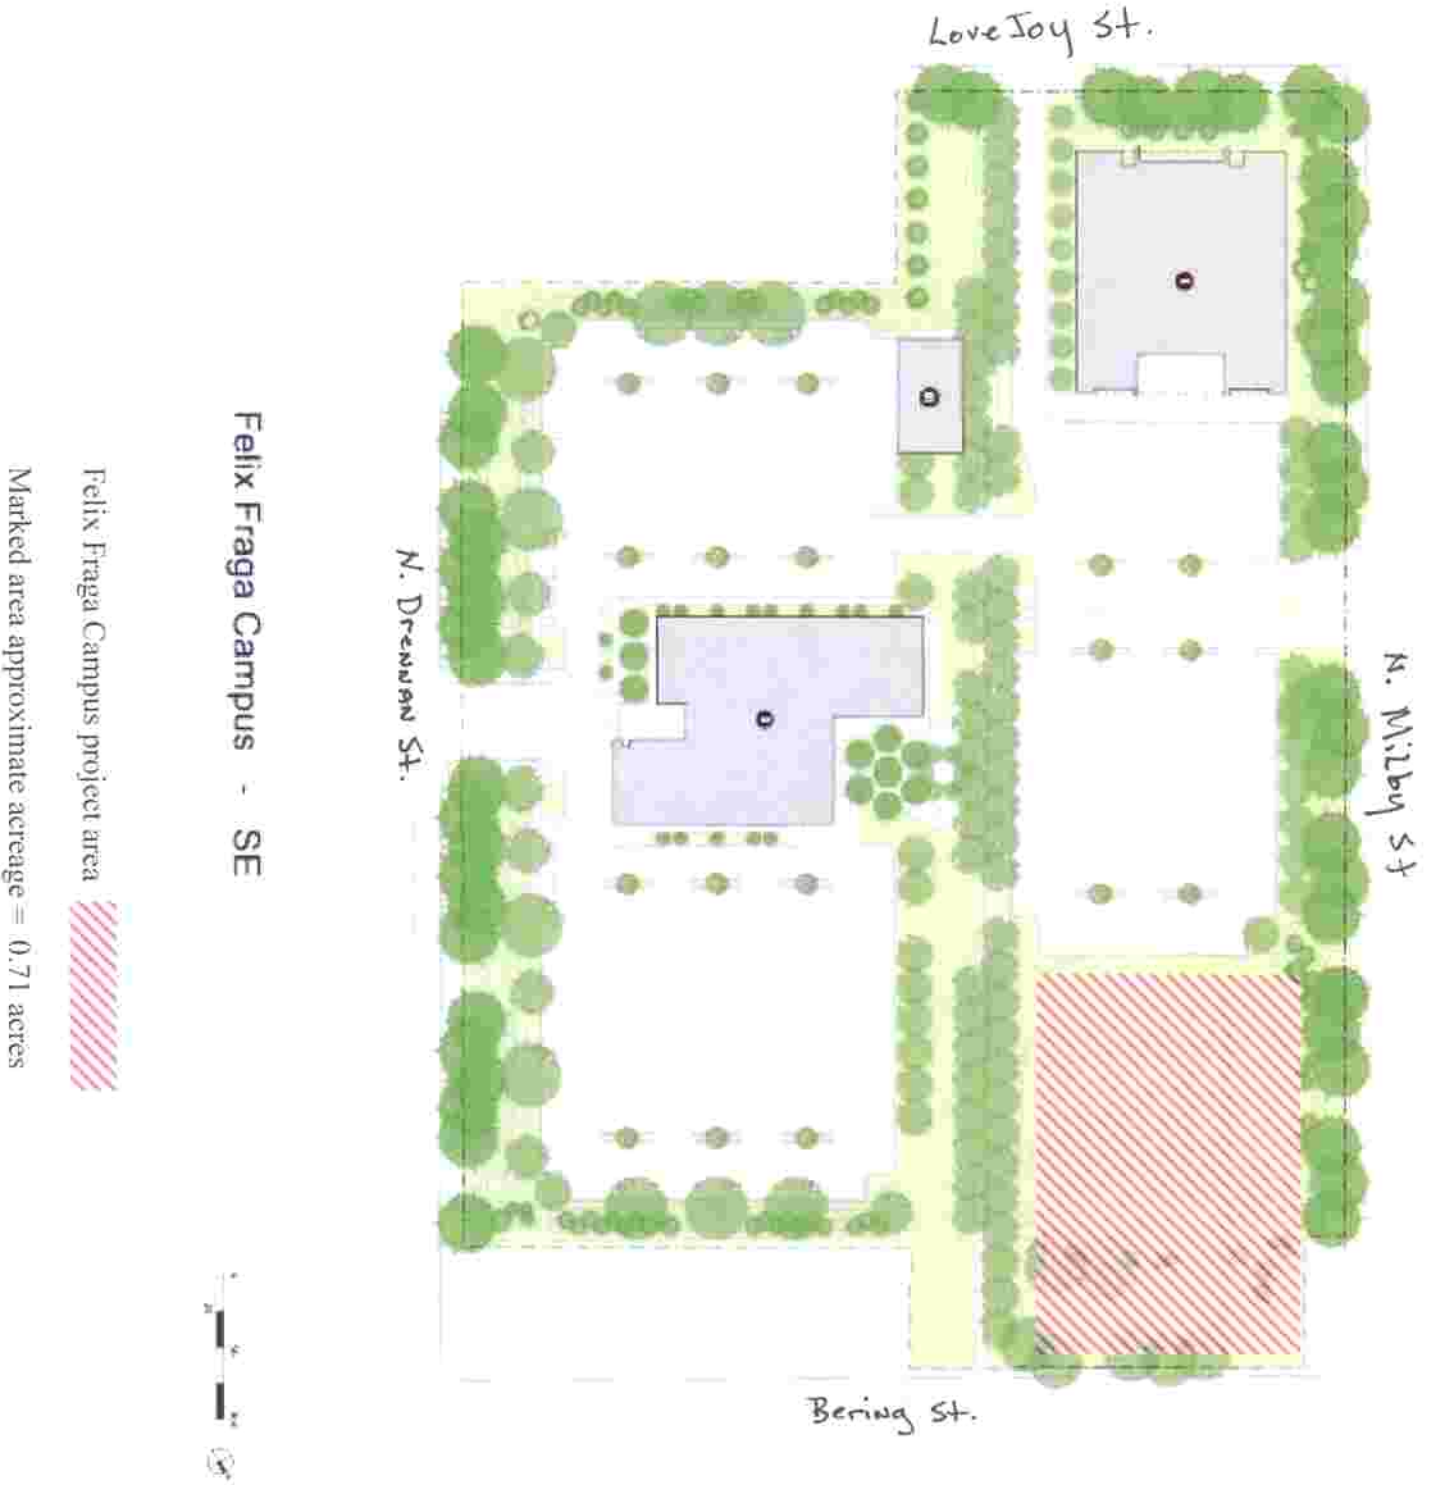 LoveJoy St.
N. Drennan St.
N. Milby St
Bering St.
Felix Fraga Campus - SE
Felix Fraga Campus project area
Marked area approximate acreage = 0.71 acres